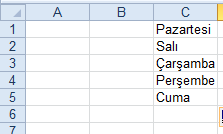 A B C
1 Pazartesi
2 Salı
3 Çarşamba
4 Perşembe
5 Cuma
6
7